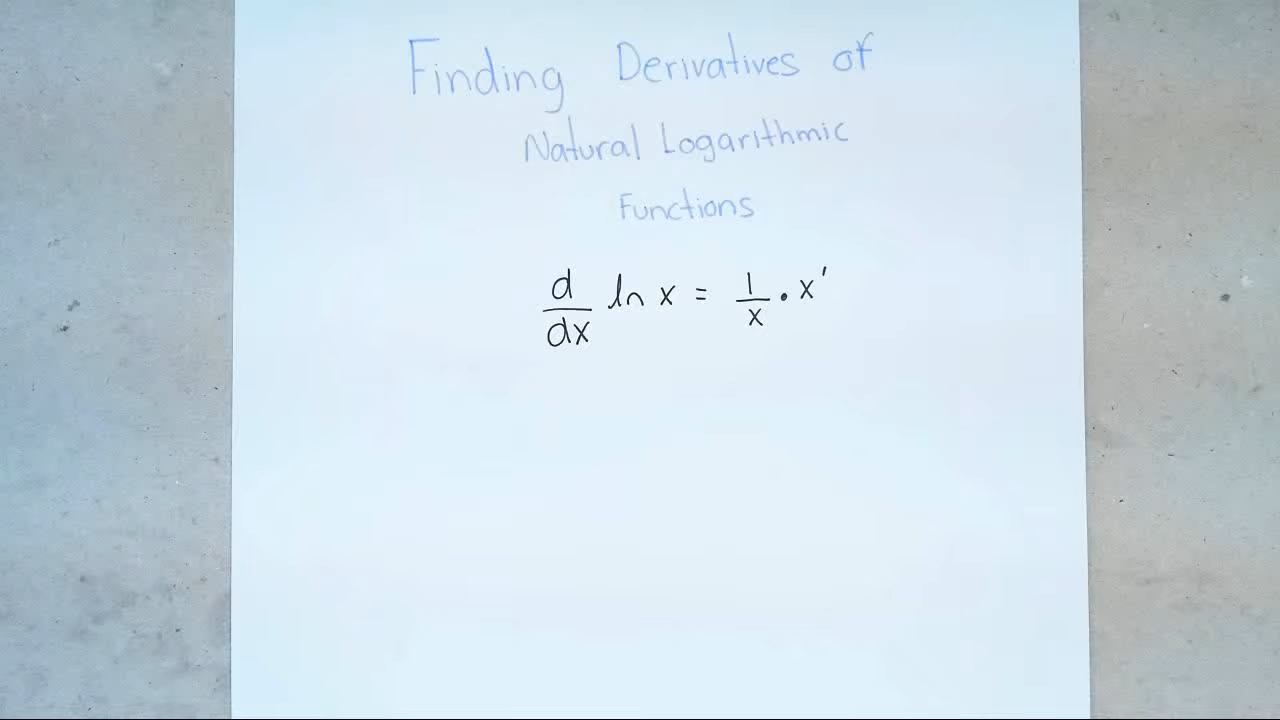 Finding Derivatives of
Natural Logarithmic
Functions
d/dx ln x = 1/x · x'